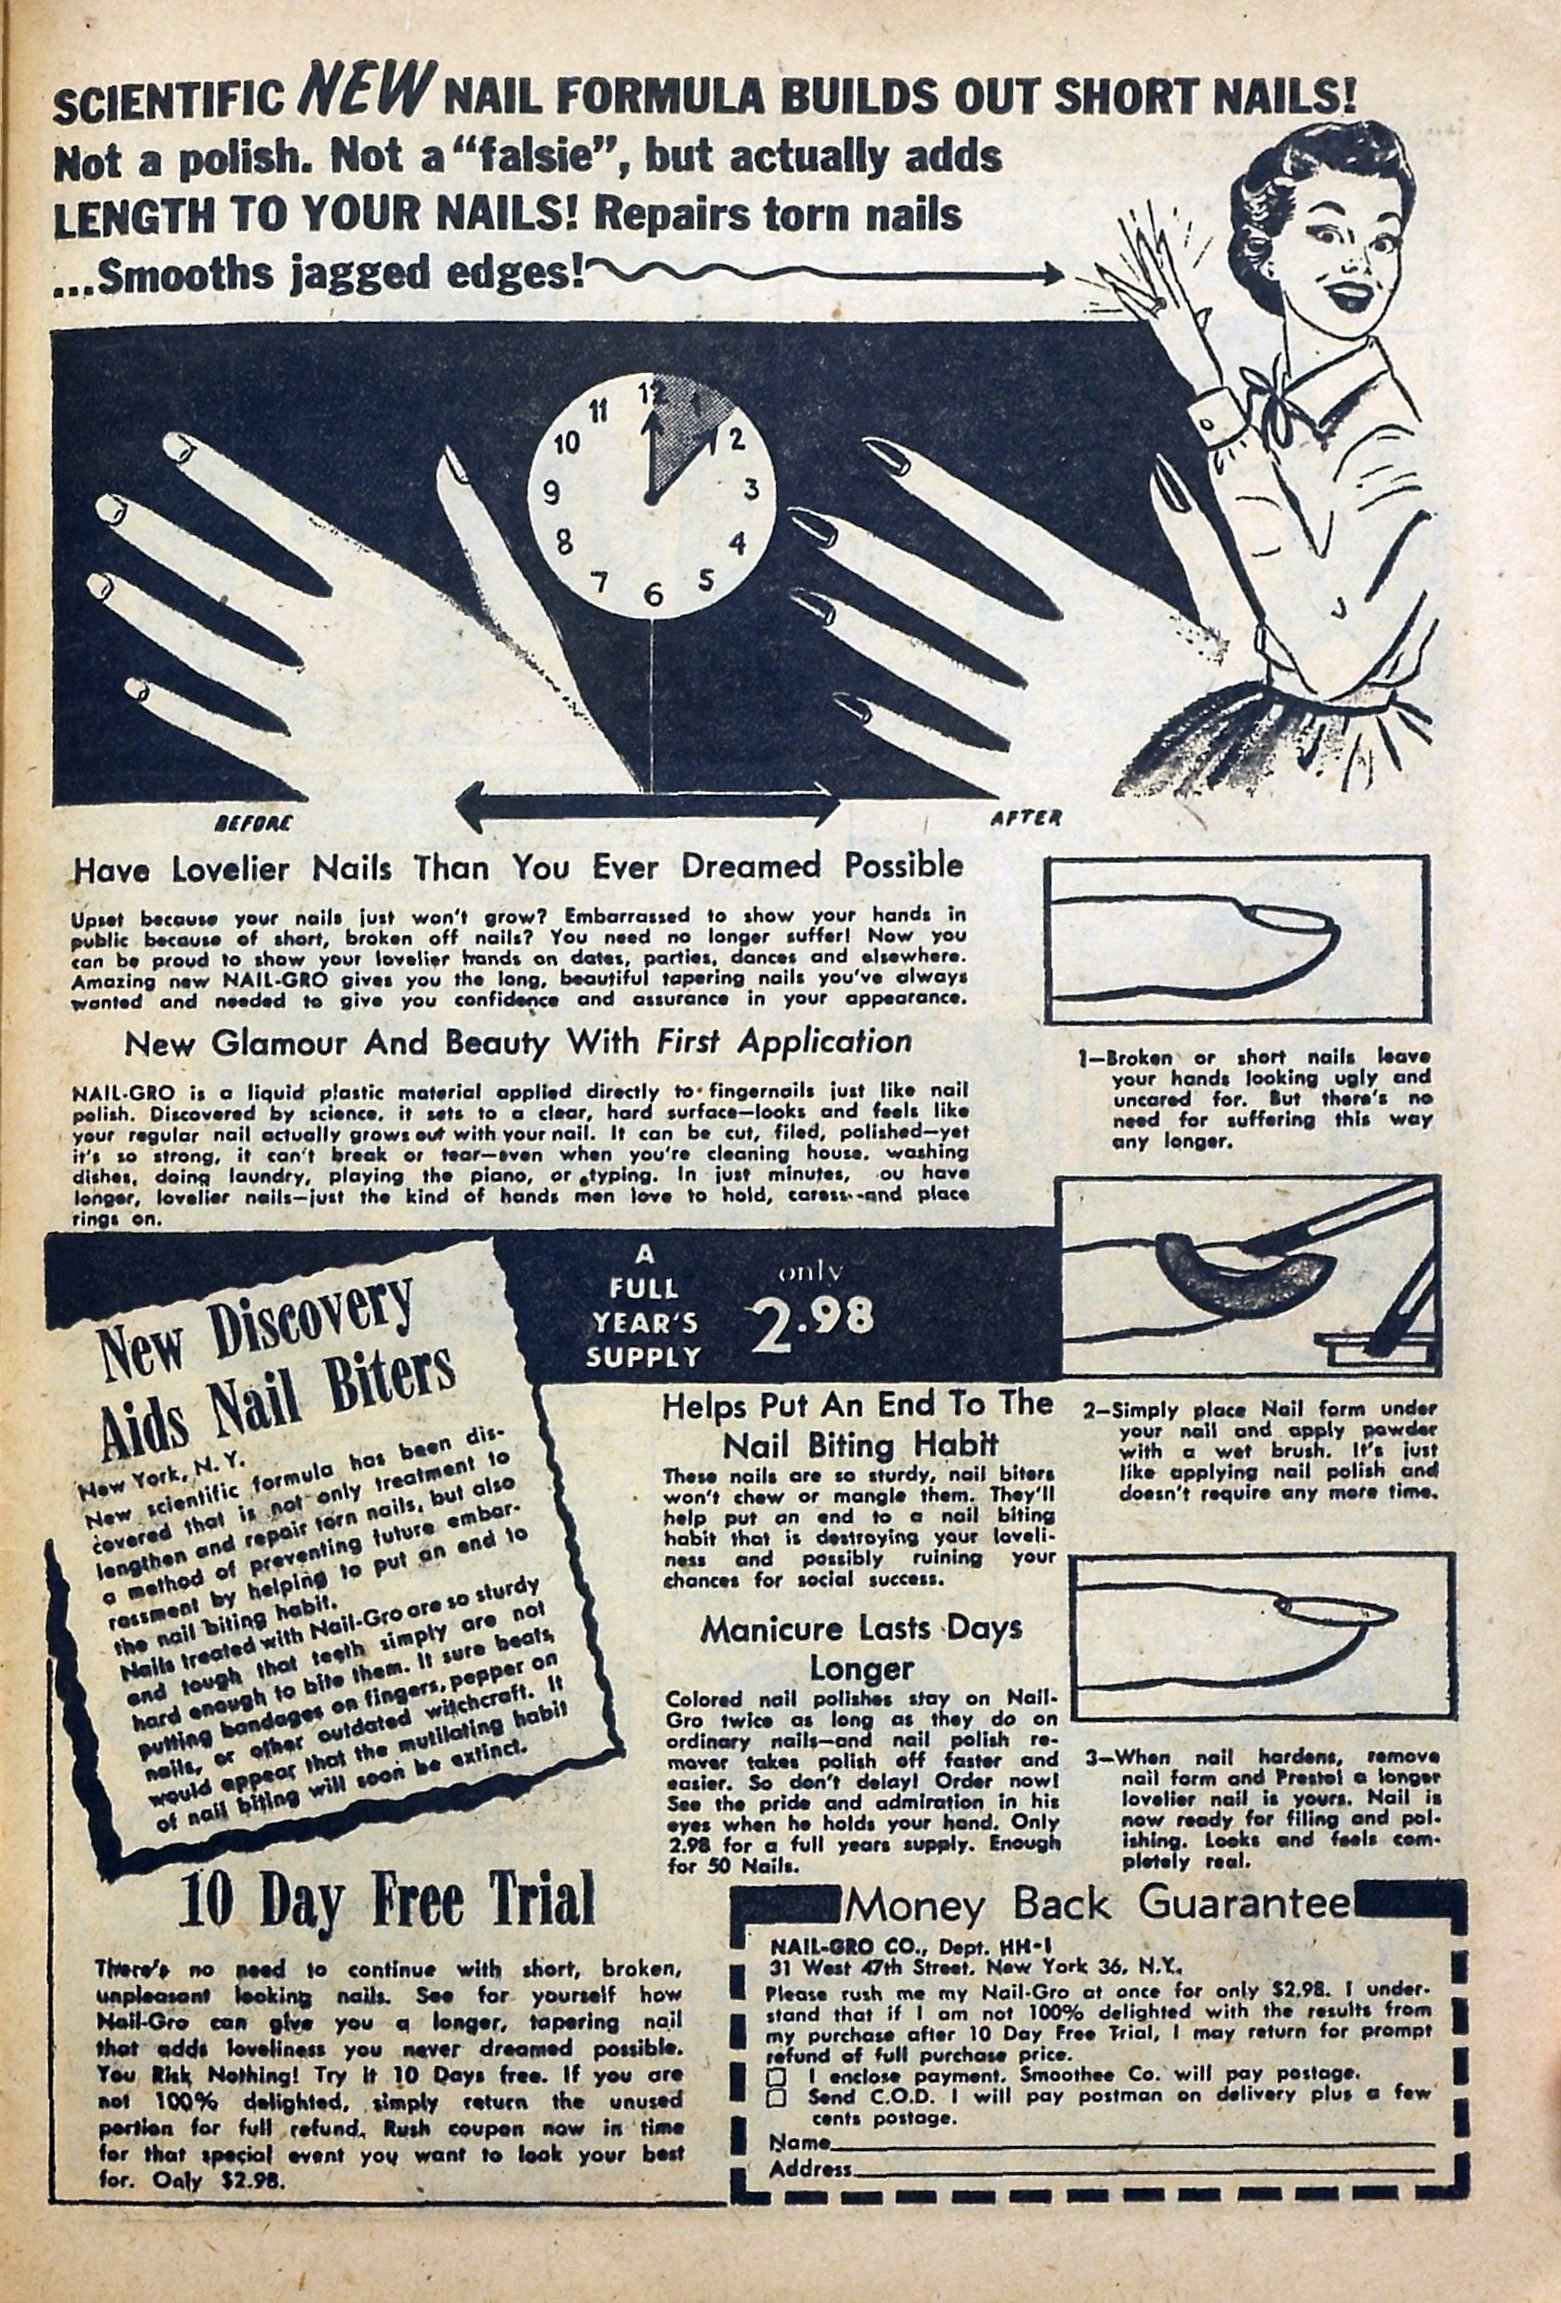 SCIENTIFIC NEW NAIL FORMULA BUILDS OUT SHORT NAILS!
Not a polish. Not a "falsie", but actually adds
LENGTH TO YOUR NAILS! Repairs torn nails
...Smooths jagged edges!
12
1
2
3
4
5
6
7
8
9
10
11
BEFORE
AFTER
Have Lovelier Nails Than You Ever Dreamed Possible
Upset because your nails just won't grow? Embarrassed to show your hands in
public because of short, broken off nails? You need no longer suffer! Now you
can be proud to show your lovelier hands on dates, parties, dances and elsewhere.
Amazing new NAIL-GRO gives you the long, beautiful tapering nails you've always
wanted and needed to give you confidence and assurance in your appearance.
New Glamour And Beauty With First Application
NAIL-GRO is a liquid plastic material applied directly to fingernails just like nail
polish. Discovered by science, it sets to a clear, hard surface—looks and feels like
your regular nail actually grows out with your nail. It can be cut, filed, polished—yet
it's so strong, it can't break or tear—even when you're cleaning house, washing
dishes, doing laundry, playing the piano, or typing. In just minutes, ou have
longer, lovelier nails—just the kind of hands men love to hold, caress--and place
rings on.
1—Broken or short nails leave
your hands looking ugly and
uncared for. But there's no
need for suffering this way
any longer.
A
FULL
YEAR'S
SUPPLY
only
2.98
New Discovery
Aids Nail Biters
New York, N. Y.
New scientific formula has been dis-
covered that is not only treatment to
lengthen and repair torn nails, but also
a method of preventing future embar-
rassment by helping to put an end to
the nail biting habit.
Nails treated with Nail-Gro are so sturdy
and tough that teeth simply are not
hard enough to bite them. It sure beats,
putting bandages on fingers, pepper on
nails, or other outdated witchcraft. It
would appear that the mutilating habit
of nail biting will soon be extinct.
Helps Put An End To The
Nail Biting Habit
These nails are so sturdy, nail biters
won't chew or mangle them. They'll
help put an end to a nail biting
habit that is destroying your loveli-
ness and possibly ruining your
chances for social success.
Manicure Lasts Days
Longer
Colored nail polishes stay on Nail-
Gro twice as long as they do on
ordinary nails—and nail polish re-
mover takes polish off faster and
easier. So don't delay! Order now!
See the pride and admiration in his
eyes when he holds your hand. Only
2.98 for a full years supply. Enough
for 50 Nails.
2—Simply place Nail form under
your nail and apply powder
with a wet brush. It's just
like applying nail polish and
doesn't require any more time.
3—When nail hardens, remove
nail form and Presto! a longer
lovelier nail is yours. Nail is
now ready for filing and pol-
ishing. Looks and feels com-
pletely real.
10 Day Free Trial
There's no need to continue with short, broken,
unpleasant looking nails. See for yourself how
Nail-Gro can give you a longer, tapering nail
that adds loveliness you never dreamed possible.
You Risk Nothing! Try it 10 Days free. If you are
not 100% delighted, simply return the unused
portion for full refund. Rush coupon now in time
for that special event you want to look your best
for. Only $2.98.
Money Back Guarantee
NAIL-GRO CO., Dept. HH-1
31 West 47th Street, New York 36, N.Y.
Please rush me my Nail-Gro at once for only $2.98. I under-
stand that if I am not 100% delighted with the results from
my purchase after 10 Day Free Trial, I may return for prompt
refund of full purchase price.
I enclose payment. Smoothee Co. will pay postage.
Send C.O.D. I will pay postman on delivery plus a few
cents postage.
Name
Address